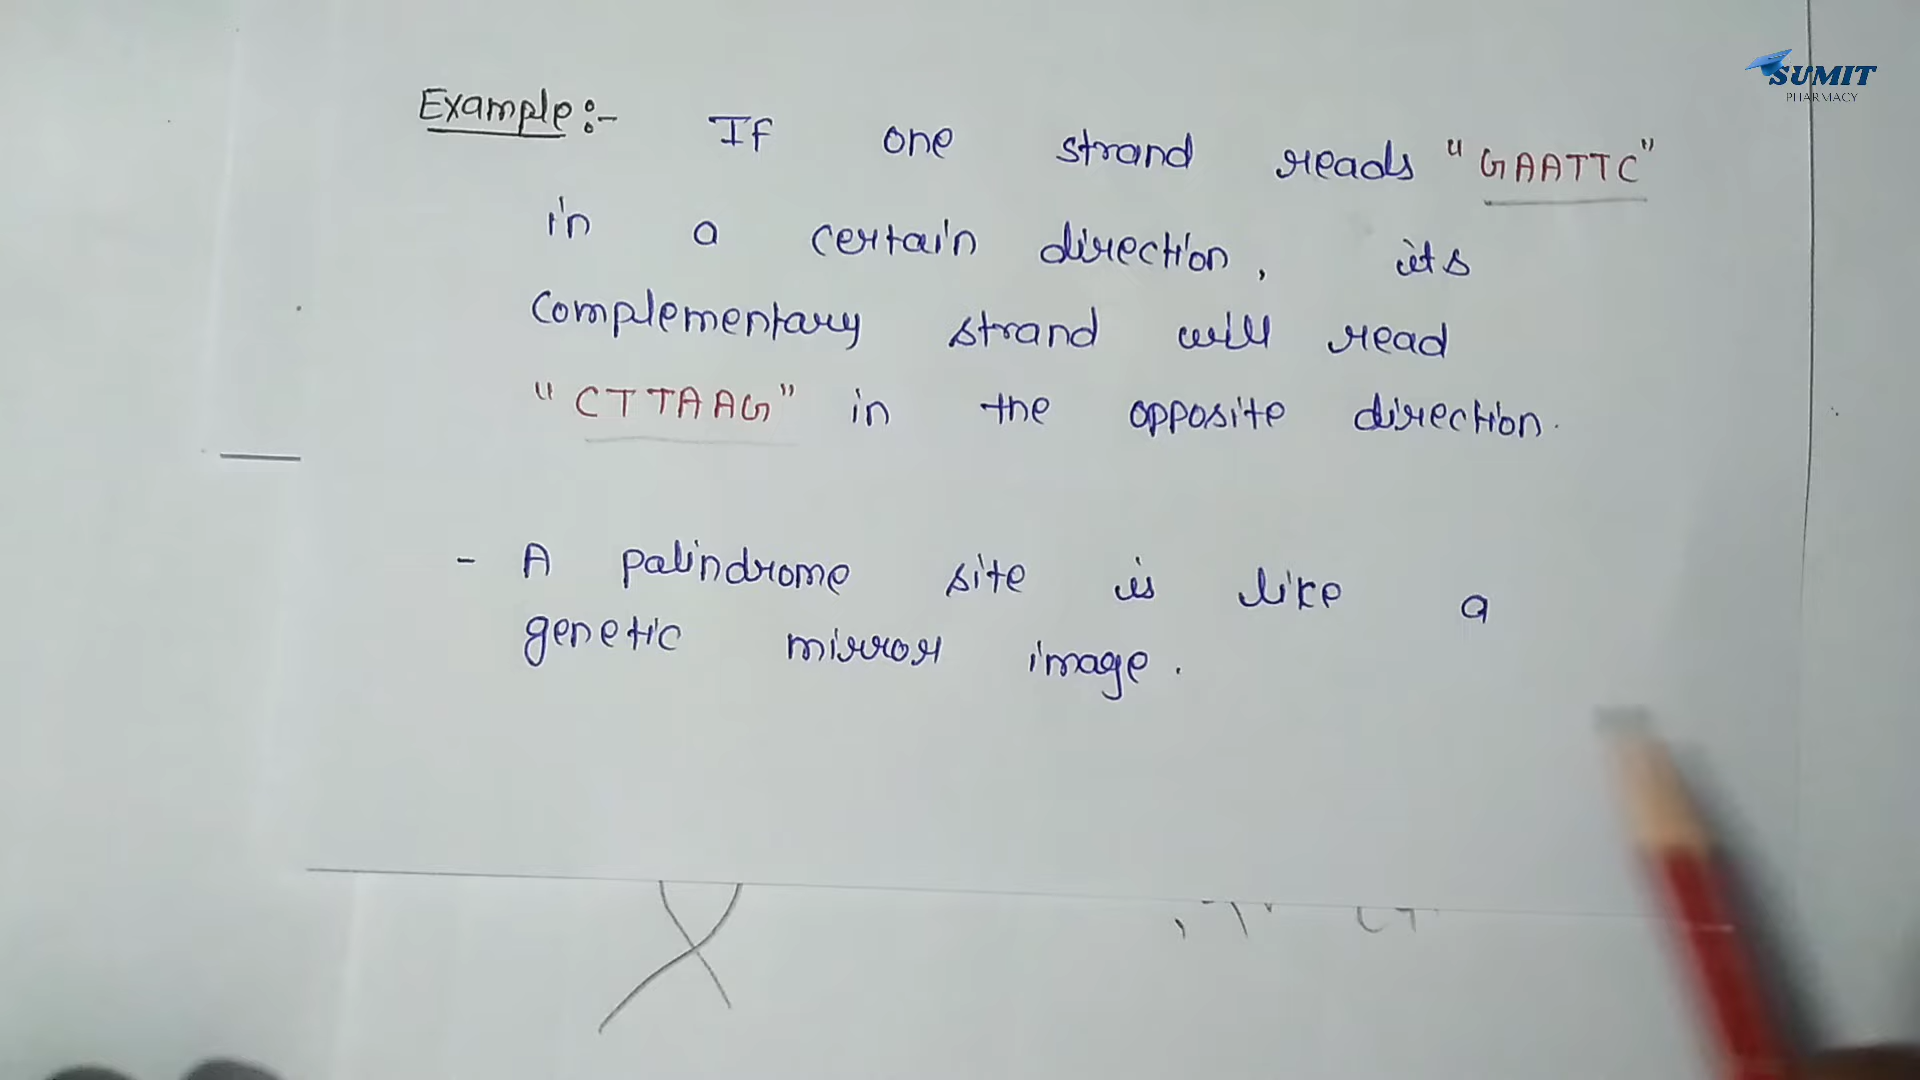 SUMIT
PHARMACY
Example:- If one strand reads "GAATTC"
in a certain direction, its
complementary strand will read
"CTTAAG" in the opposite direction.
- A palindrome site is like a
genetic mirror image.